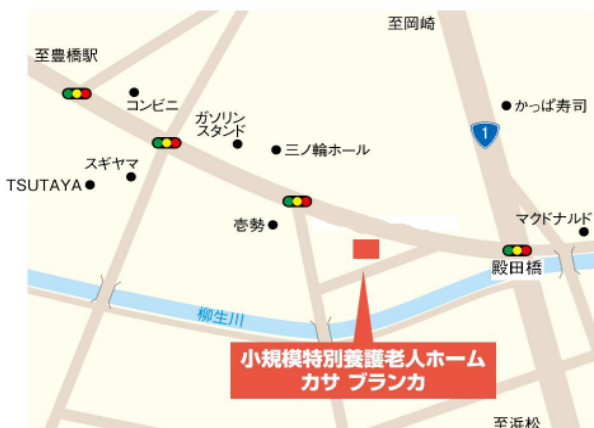 至岡崎
至豊橋駅
コンビニ
かっぱ寿司
ガソリン
スタンド
1
三ノ輪ホール
スギヤマ
TSUTAYA
マクドナルド
壱勢
殿田橋
柳生川
小規模特別養護老人ホーム
カサ ブランカ
至浜松